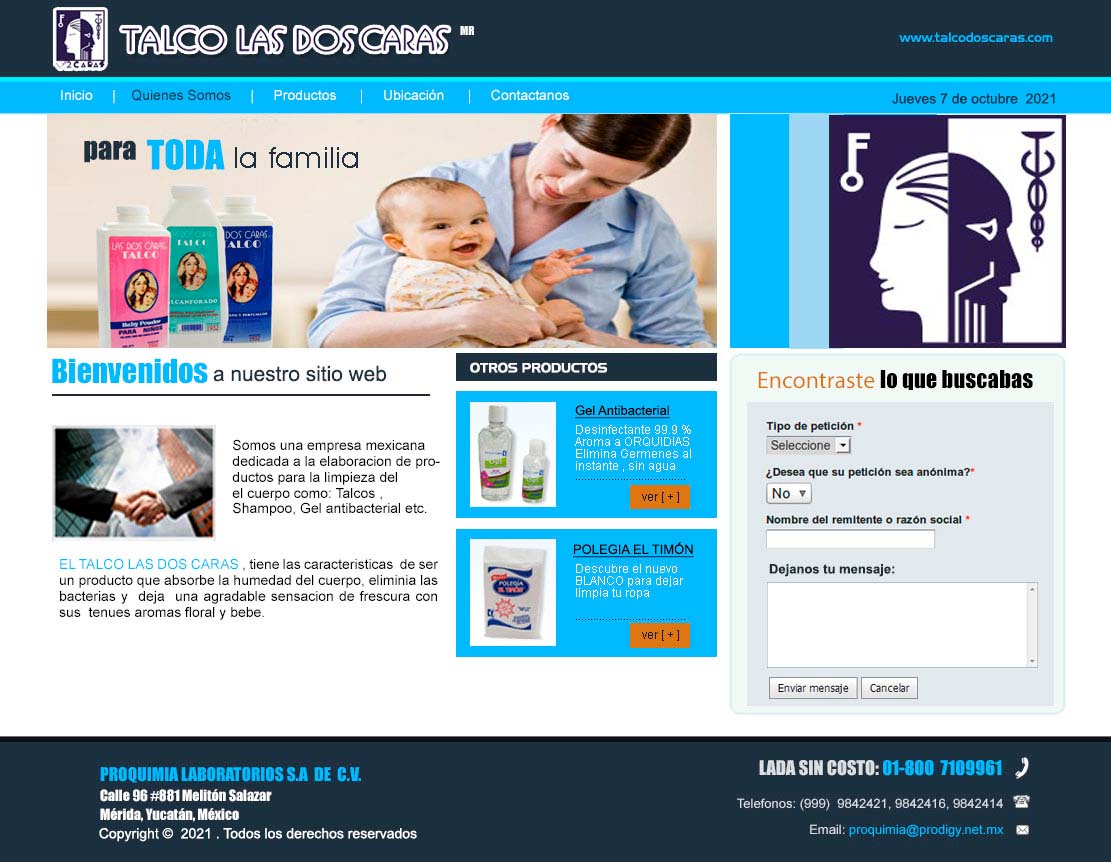 2 CARAS
TALCO LAS DOS CARAS MR
www.talcodoscaras.com
Inicio | Quienes Somos | Productos | Ubicación | Contactanos
Jueves 7 de octubre 2021
para TODA la familia
LAS DOS CARAS
TALCO
Baby Powder
PARA NIÑOS
TALCO
ALCANFORADO
DOS CARAS
TALCO
Y PERFUMADO
Bienvenidos a nuestro sitio web
Somos una empresa mexicana
dedicada a la elaboracion de pro-
ductos para la limpieza del
el cuerpo como: Talcos ,
Shampoo, Gel antibacterial etc.
EL TALCO LAS DOS CARAS , tiene las caracteristicas de ser
un producto que absorbe la humedad del cuerpo, eliminia las
bacterias y deja una agradable sensacion de frescura con
sus tenues aromas floral y bebe.
OTROS PRODUCTOS
Gel
Gel Antibacterial
Desinfectante 99.9 %
Aroma a ORQUIDIAS
Elimina Germenes al
instante , sin agua
ver [ + ]
POLEGIA
EL TIMÓN
POLEGIA EL TIMÓN
Descubre el nuevo
BLANCO para dejar
limpia tu ropa
ver [ + ]
Encontraste lo que buscabas
Tipo de petición *
Seleccione
¿Desea que su petición sea anónima?*
No
Nombre del remitente o razón social *
Dejanos tu mensaje:
Enviar mensaje Cancelar
PROQUIMIA LABORATORIOS S.A DE C.V.
Calle 96 #881 Melitón Salazar
Mérida, Yucatán, México
Copyright © 2021 . Todos los derechos reservados
LADA SIN COSTO: 01-800 7109961
Telefonos: (999) 9842421, 9842416, 9842414
Email: proquimia@prodigy.net.mx